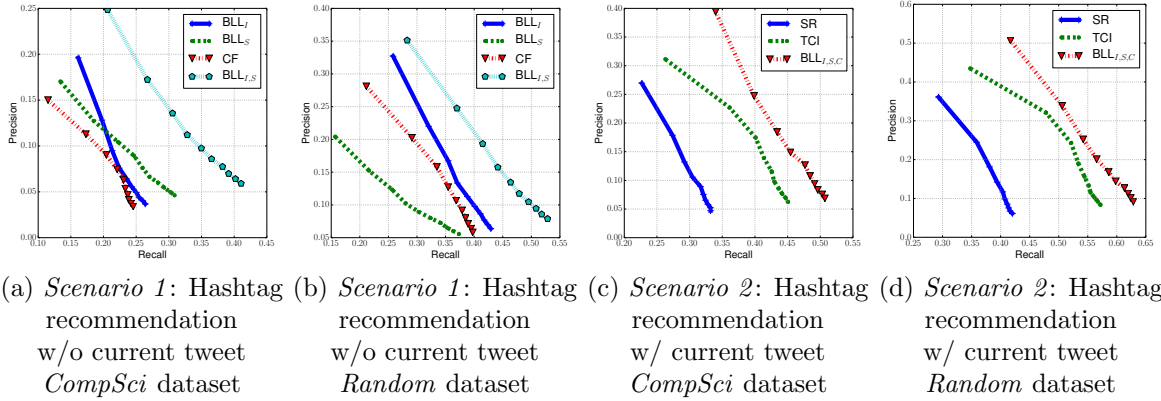 0.25
0.20
0.15
0.10
0.05
0.00
Precision
0.10 0.15 0.20 0.25 0.30 0.35 0.40 0.45
Recall
BLL_I
BLL_S
CF
BLL_I,S
0.40
0.35
0.30
0.25
0.20
0.15
0.10
0.05
Precision
0.15 0.20 0.25 0.30 0.35 0.40 0.45 0.50 0.55
Recall
BLL_I
BLL_S
CF
BLL_I,S
0.40
0.35
0.30
0.25
0.20
0.15
0.10
0.05
0.00
Precision
0.20 0.25 0.30 0.35 0.40 0.45 0.50 0.55
Recall
SR
TCI
BLL_I,S,C
0.6
0.5
0.4
0.3
0.2
0.1
0.0
Precision
0.25 0.30 0.35 0.40 0.45 0.50 0.55 0.60 0.65
Recall
SR
TCI
BLL_I,S,C
(a) Scenario 1: Hashtag
recommendation
w/o current tweet
CompSci dataset
(b) Scenario 1: Hashtag
recommendation
w/o current tweet
Random dataset
(c) Scenario 2: Hashtag
recommendation
w/ current tweet
CompSci dataset
(d) Scenario 2: Hashtag
recommendation
w/ current tweet
Random dataset